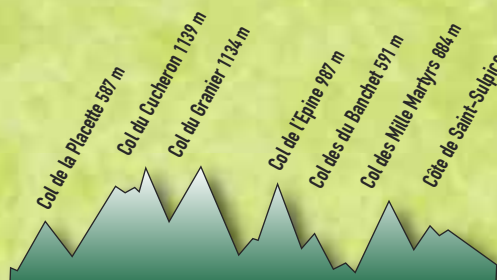 Col de la Placette 587 m
Col du Cucheron 1139 m
Col du Granier 1134 m
Col de l'Epine 987 m
Col des du Banchet 591 m
Col des Mille Martyrs 884 m
Côte de Saint-Sulpice